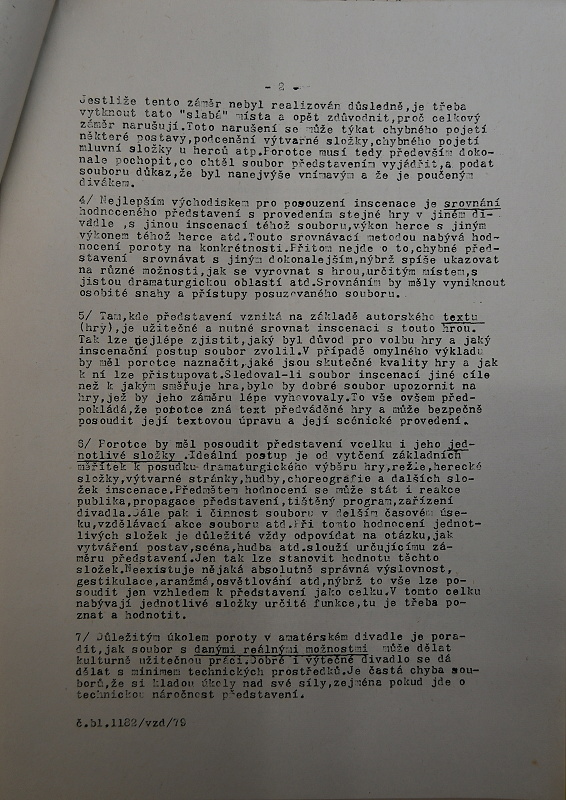 - 2 -
Jestliže tento záměr nebyl realizován důsledně,je třeba
vytknout tato "slabá" místa a opět zdůvodnit,proč celkový
záměr narušují.Toto narušení se může týkat chybného pojetí
některé postavy,podcenění výtvarné složky,chybného pojetí
mluvní složky u herců atp.Porotce musí tedy především doko-
nale pochopit,co chtěl soubor představením vyjádřit,a podat
souboru důkaz,že byl nanejvýše vnímavým a že je poučeným
divákem.
4/ Nejlepším východiskem pro posouzení inscenace je srovnání
hodnoceného představení s provedením stejné hry v jiném di-
vadle ,s jinou inscenací téhož souboru,výkon herce s jiným
výkonem téhož herce atd.Touto srovnávací metodou nabývá hod-
nocení poroty na konkrétnosti.Přitom nejde o to,chybné před-
stavení srovnávat s jiným dokonalejším,nýbrž spíše ukazovat
na různé možnosti,jak se vyrovnat s hrou,určitým místem,s
jistou dramaturgickou oblastí atd.Srovnáním by měly vyniknout
osobité snahy a přístupy posuzovaného souboru.
5/ Tam,kde představení vzniká na základě autorského textu
(hry),je užitečné a nutné srovnat inscenaci s touto hrou.
Tak lze nejlépe zjistit,jaký byl důvod pro volbu hry a jaký
inscenační postup soubor zvolil.V případě omylného výkladu
by měl porotce naznačit,jaké jsou skutečné kvality hry a jak
k ní lze přistupovat.Sledoval-li soubor inscenací jiné cíle
než k jakým směřuje hra,bylo by dobré soubor upozornit na
hry,jež by jeho záměru lépe vyhovovaly.To vše ovšem před-
pokládá,že porotce zná text předváděné hry a může bezpečně
posoudit její textovou úpravu a její scénické provedení.
6/ Porotce by měl posoudit představení vcelku i jeho jed-
notlivé složky .Ideální postup je od vytčení základních
měřítek k posudku dramaturgického výběru hry,režie,herecké
složky,výtvarné stránky,hudby,choreografie a dalších slo-
žek inscenace.Předmětem hodnocení se může stát i reakce
publika,propagace představení,tištěný program,zařízení
divadla.Dále pak i činnost souboru v delším časovém úse-
ku,vzdělávací akce souboru atd.Při tomto hodnocení jednot-
livých složek je důležité vždy odpovídat na otázku,jak
vytváření postav,scéna,hudba atd.slouží určujícímu zá-
měru představení.Jen tak lze stanovit hodnotu těchto
složek.Neexistuje nějaká absolutně správná výslovnost,
gestikulace,aranžmá,osvětlování atd,nýbrž to vše lze po-
soudit jen vzhledem k představení jako celku.V tomto celku
nabývají jednotlivé složky určité funkce,tu je třeba po-
znat a hodnotit.
7/ Důležitým úkolem poroty v amatérském divadle je pora-
dit,jak soubor s danými reálnými možnostmi může dělat
kulturně užitečnou práci.Dobré i výtečné divadlo se dá
dělat s minimem technických prostředků.Je častá chyba sou-
borů,že si kladou úkoly nad své síly,zejména pokud jde o
technickou náročnost představení.
č.bl.1182/vzd/79